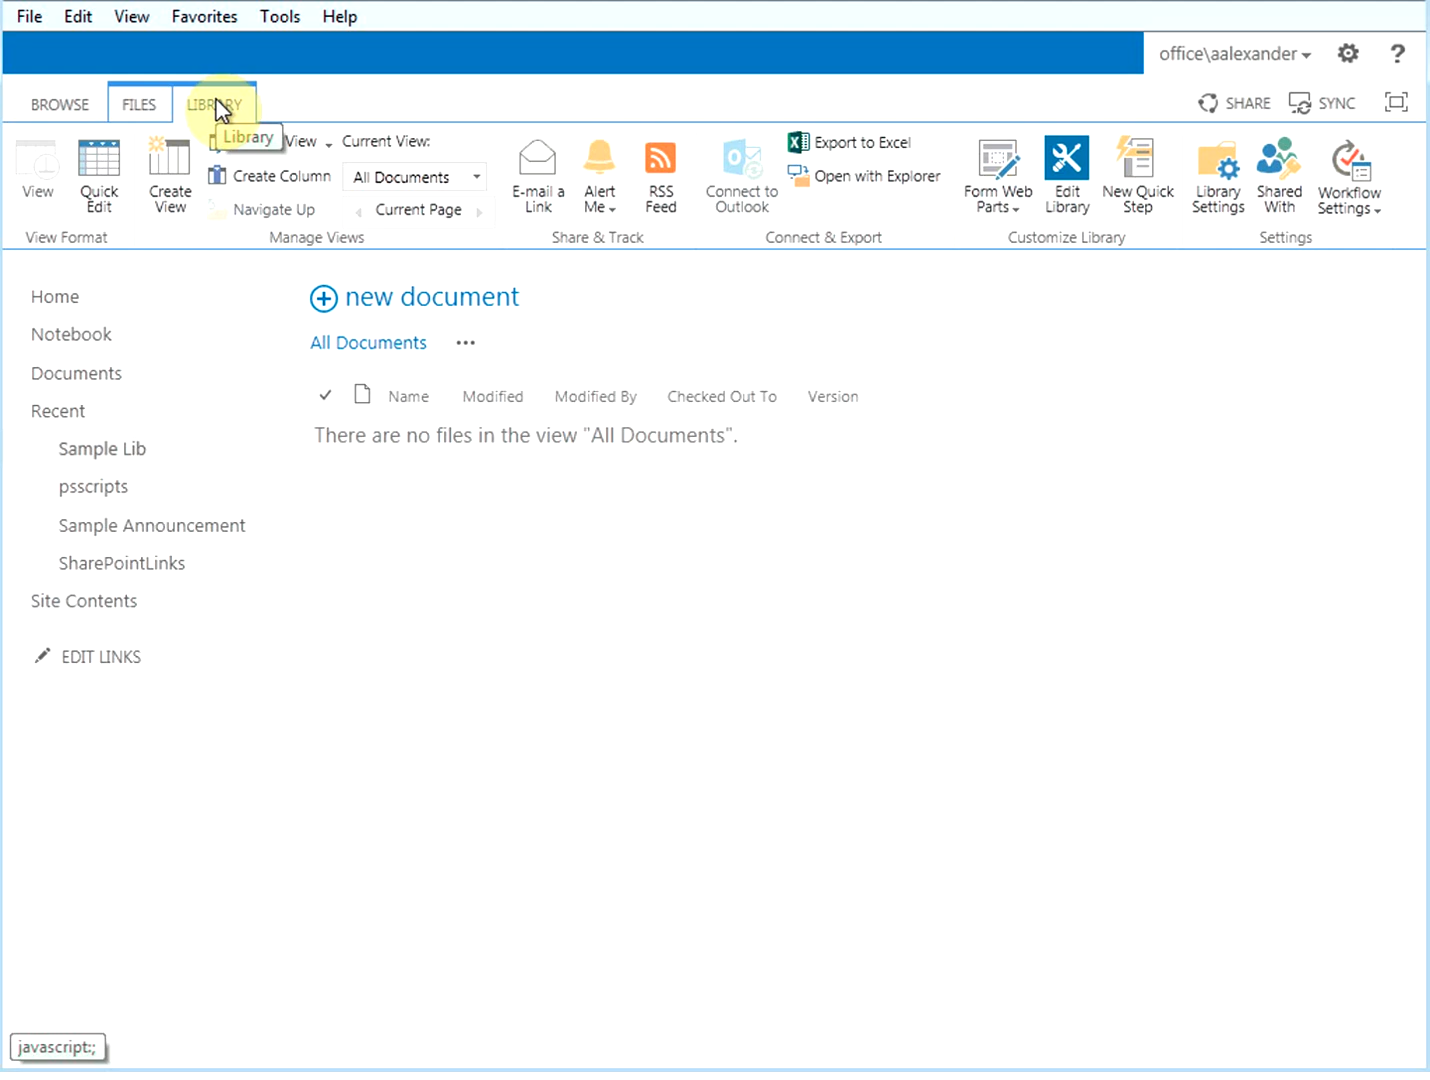 File Edit View Favorites Tools Help
office\aalexander
?
BROWSE FILES LIBRARY
SHARE SYNC
Library
View
Quick
Edit
View Format
Create
View
View
Create Column
Navigate Up
Current View:
All Documents
Current Page
Manage Views
E-mail a
Link
Alert
Me
RSS
Feed
Share & Track
Connect to
Outlook
Export to Excel
Open with Explorer
Connect & Export
Form Web
Parts
Edit
Library
New Quick
Step
Customize Library
Library
Settings
Shared
With
Workflow
Settings
Settings
Home
Notebook
Documents
Recent
Sample Lib
psscripts
Sample Announcement
SharePointLinks
Site Contents
EDIT LINKS
new document
All Documents ...
Name Modified Modified By Checked Out To Version
There are no files in the view "All Documents".
javascript:;